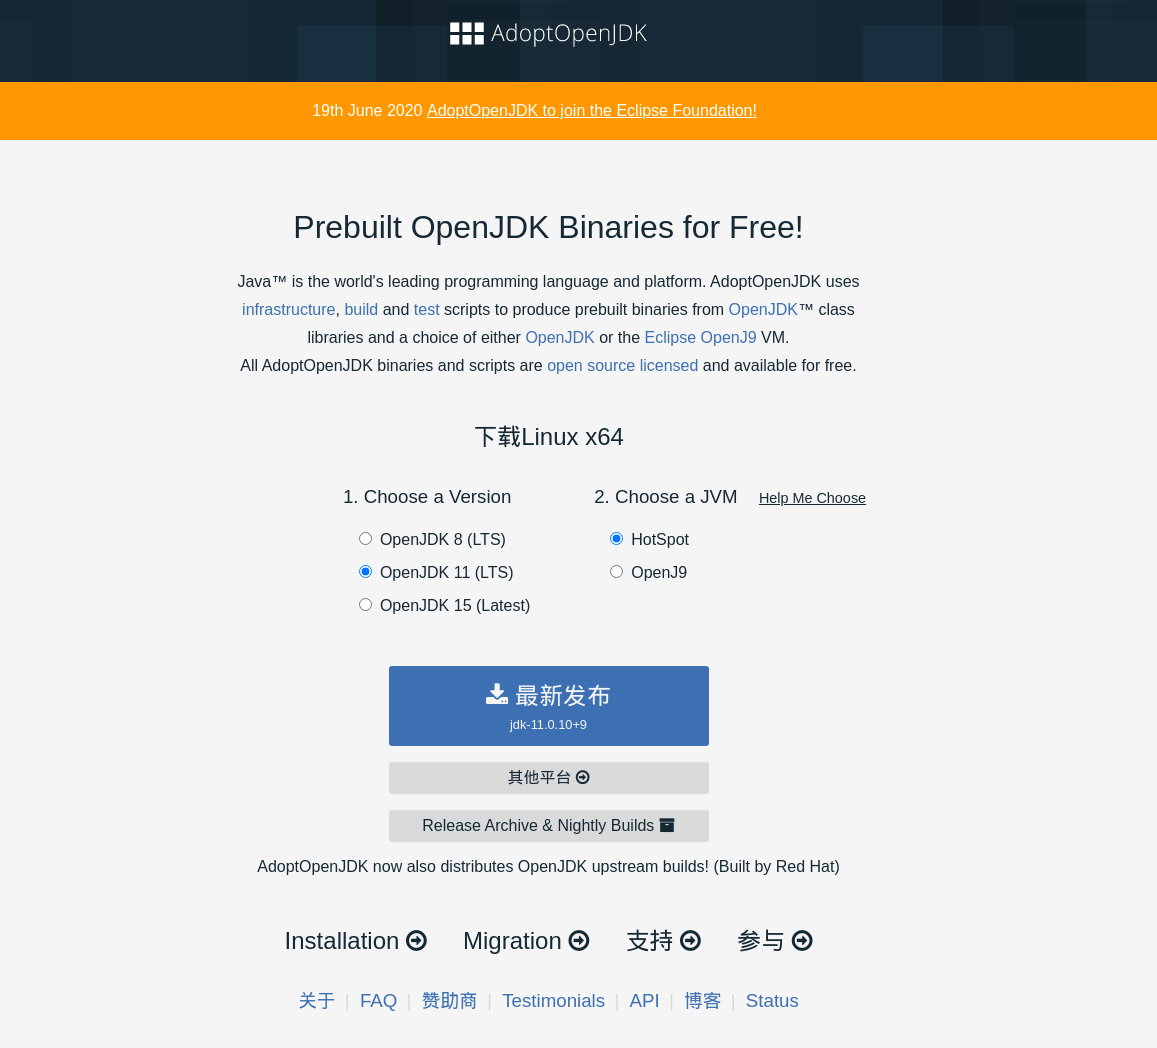 AdoptOpenJDK
19th June 2020 AdoptOpenJDK to join the Eclipse Foundation!
Prebuilt OpenJDK Binaries for Free!
Java™ is the world's leading programming language and platform. AdoptOpenJDK uses
infrastructure, build and test scripts to produce prebuilt binaries from OpenJDK™ class
libraries and a choice of either OpenJDK or the Eclipse OpenJ9 VM.
All AdoptOpenJDK binaries and scripts are open source licensed and available for free.
下载Linux x64
1. Choose a Version
OpenJDK 8 (LTS)
OpenJDK 11 (LTS)
OpenJDK 15 (Latest)
2. Choose a JVM Help Me Choose
HotSpot
OpenJ9
最新发布
jdk-11.0.10+9
其他平台
Release Archive & Nightly Builds
AdoptOpenJDK now also distributes OpenJDK upstream builds! (Built by Red Hat)
Installation Migration 支持 参与
关于 | FAQ | 赞助商 | Testimonials | API | 博客 | Status